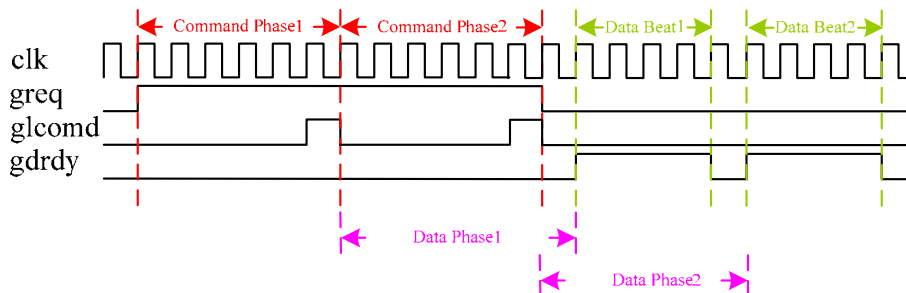 Command Phase1 Command Phase2 Data Beat1 Data Beat2
clk
greq
glcomd
gdrdy
Data Phase1
Data Phase2